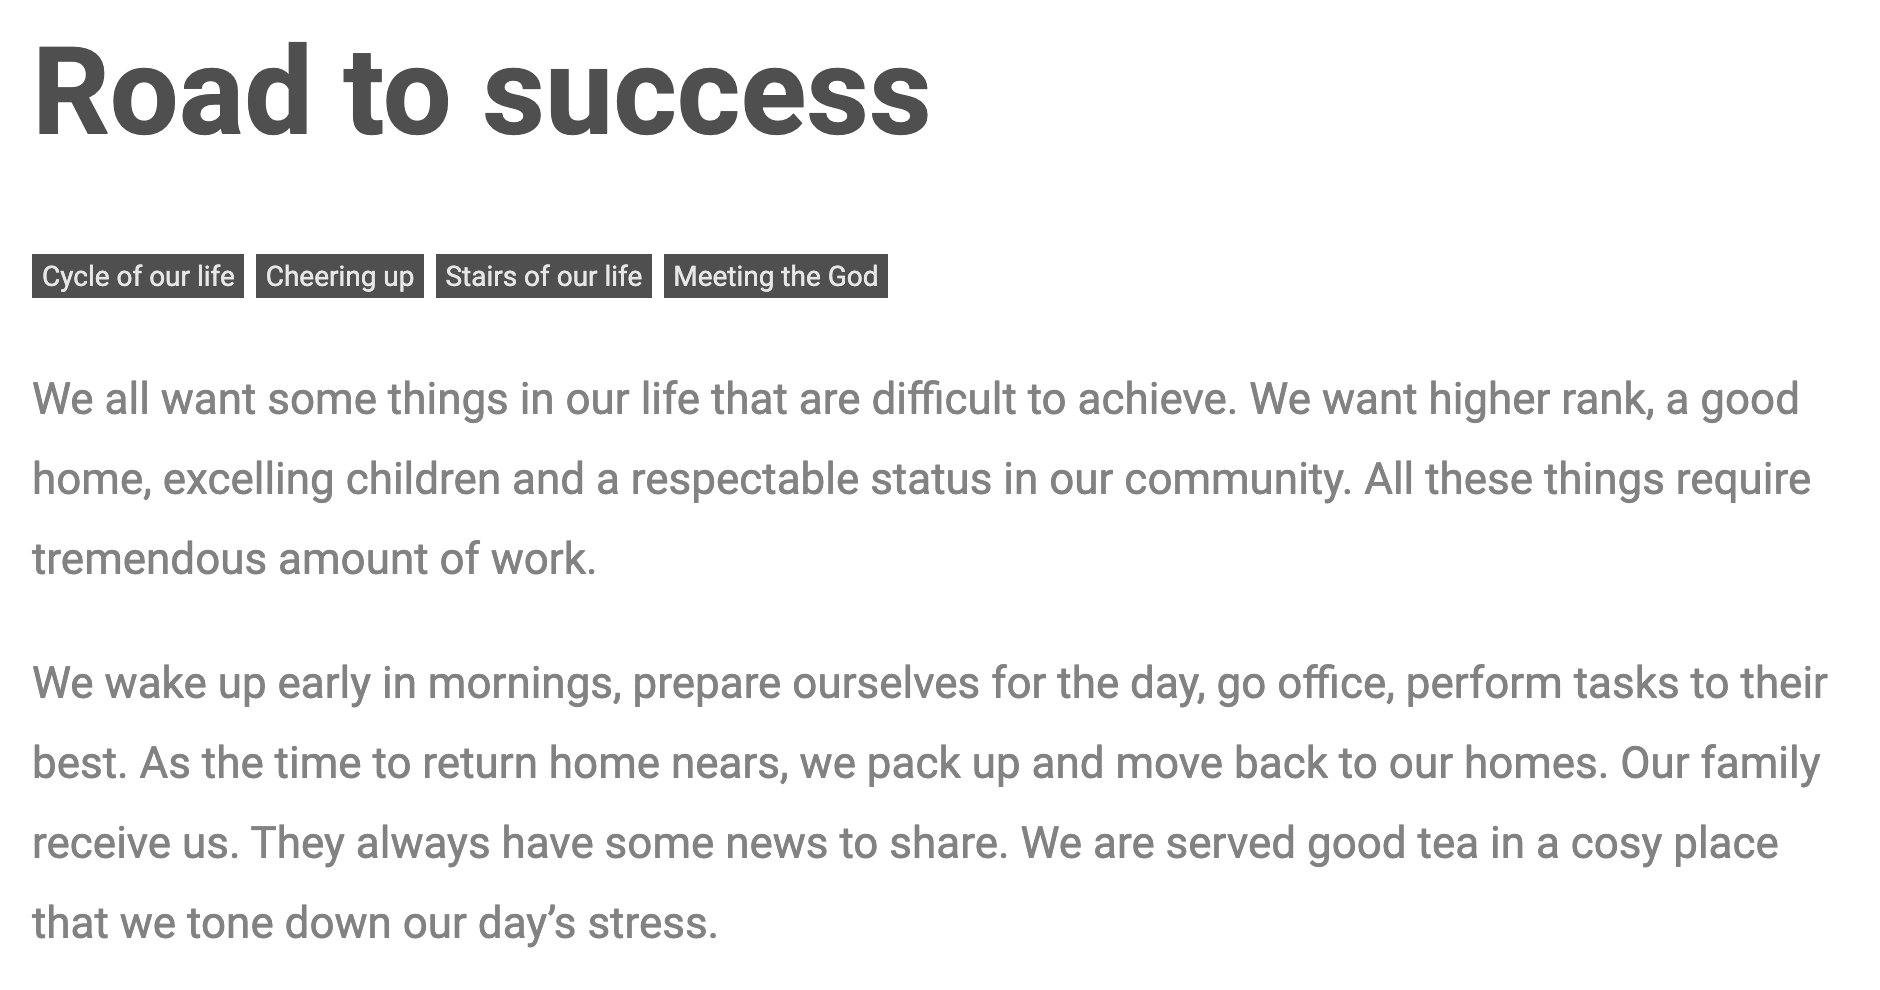 Road to success
Cycle of our life Cheering up Stairs of our life Meeting the God
We all want some things in our life that are difficult to achieve. We want higher rank, a good
home, excelling children and a respectable status in our community. All these things require
tremendous amount of work.
We wake up early in mornings, prepare ourselves for the day, go office, perform tasks to their
best. As the time to return home nears, we pack up and move back to our homes. Our family
receive us. They always have some news to share. We are served good tea in a cosy place
that we tone down our day’s stress.